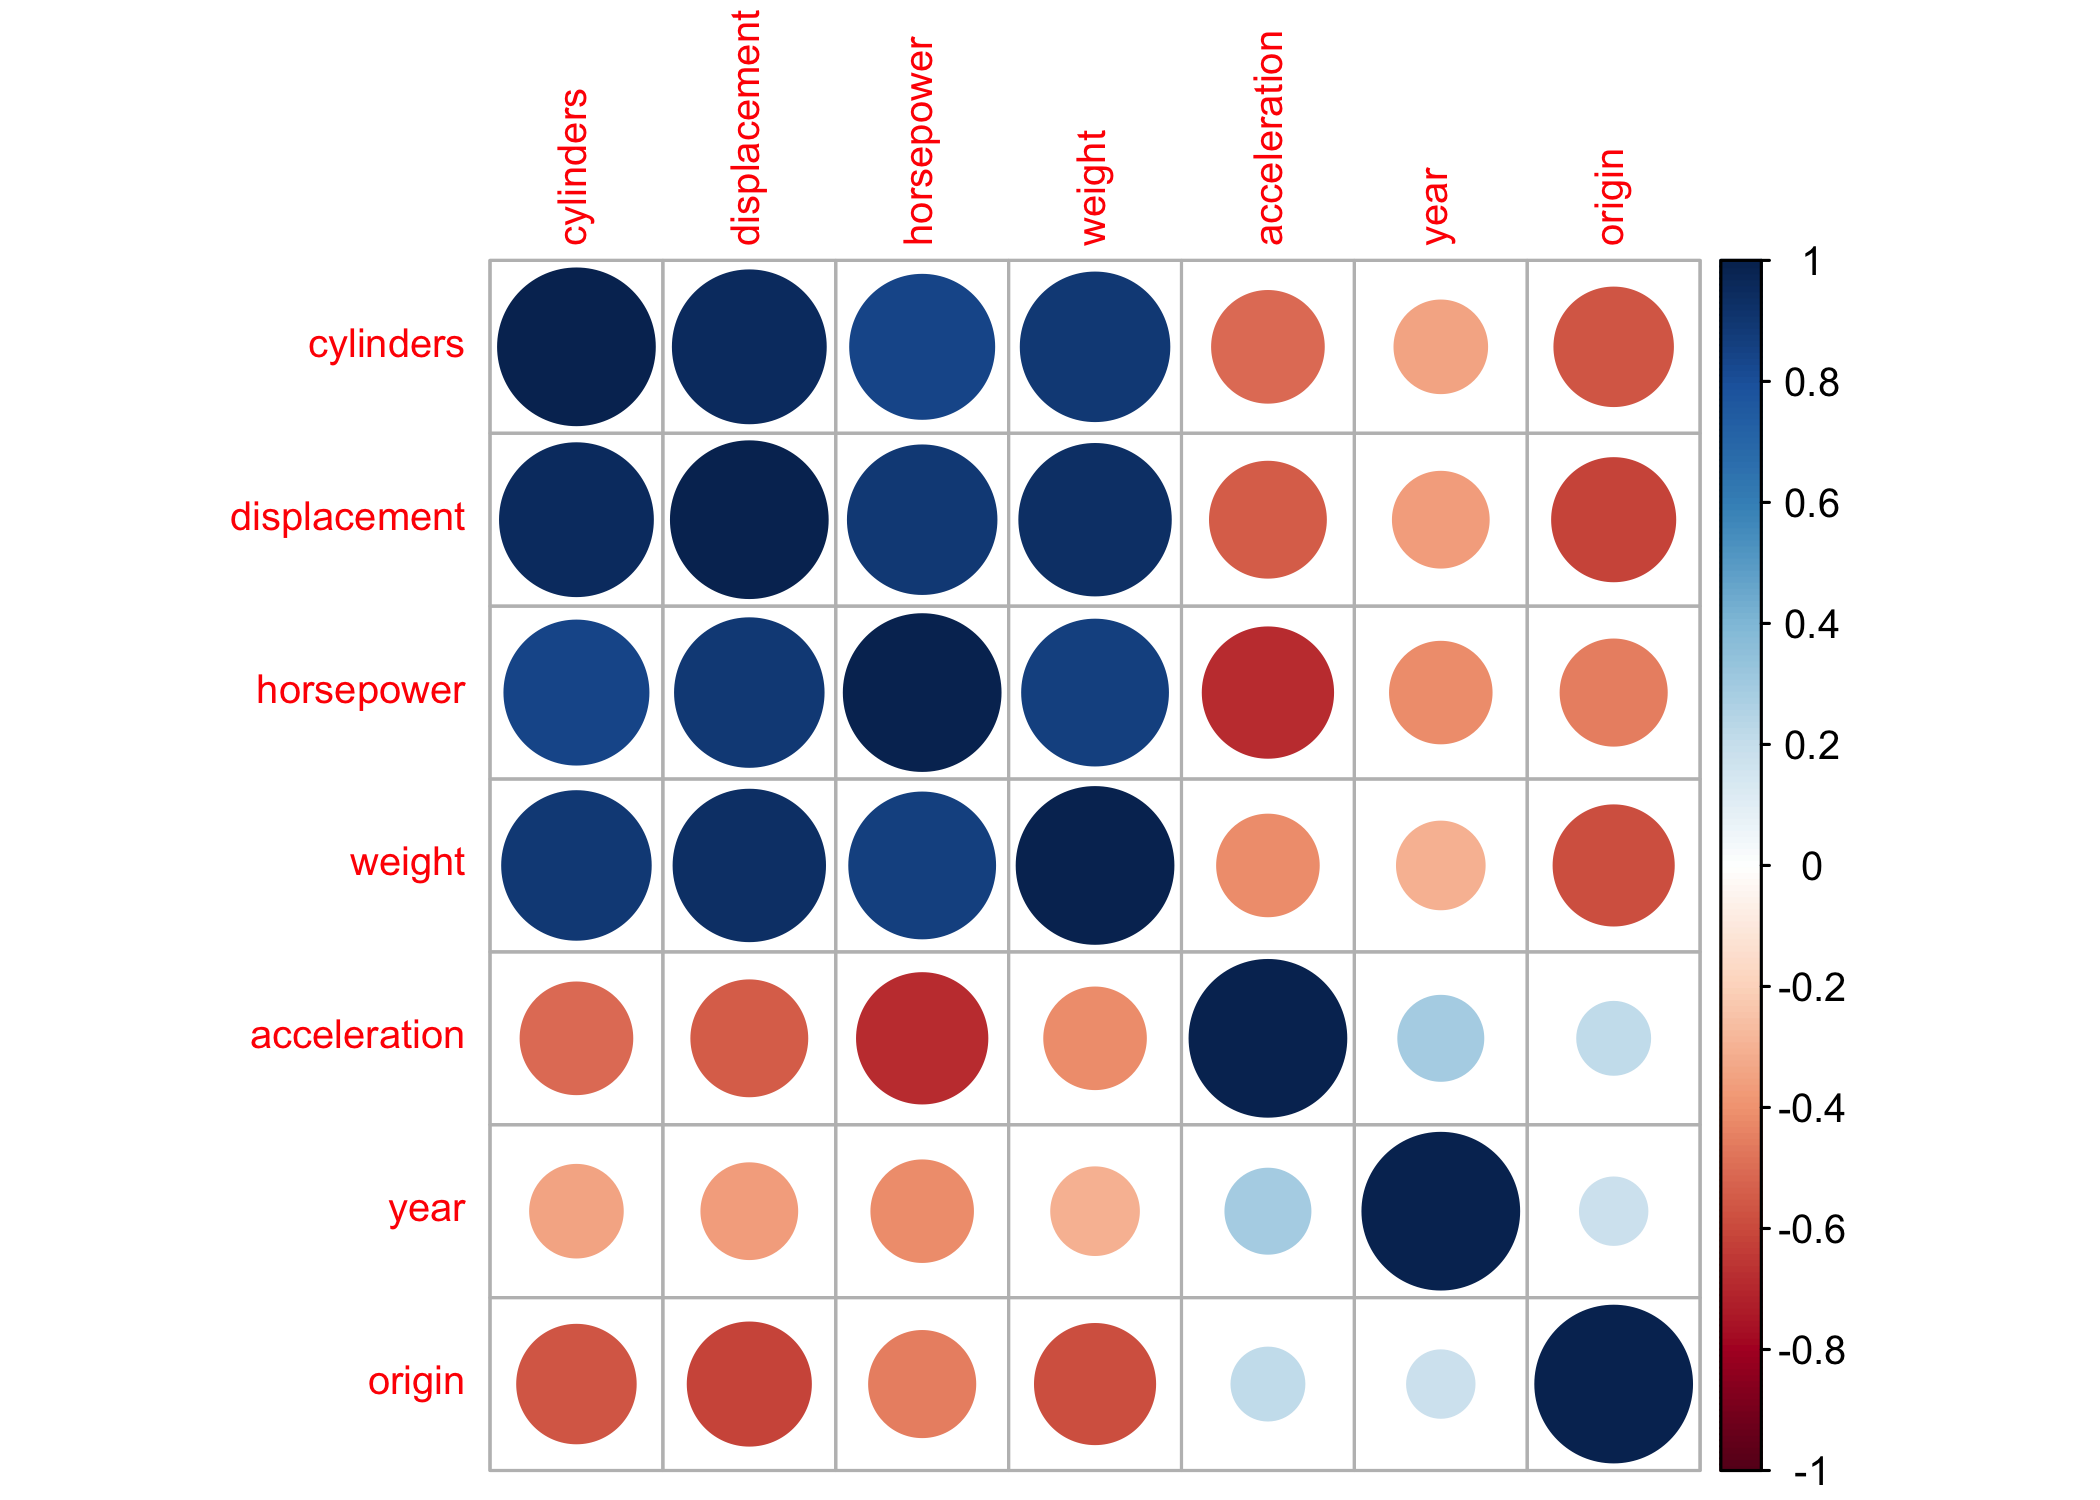 cylinders
displacement
horsepower
weight
acceleration
year
origin
cylinders
displacement
horsepower
weight
acceleration
year
origin
1
0.8
0.6
0.4
0.2
0
-0.2
-0.4
-0.6
-0.8
-1